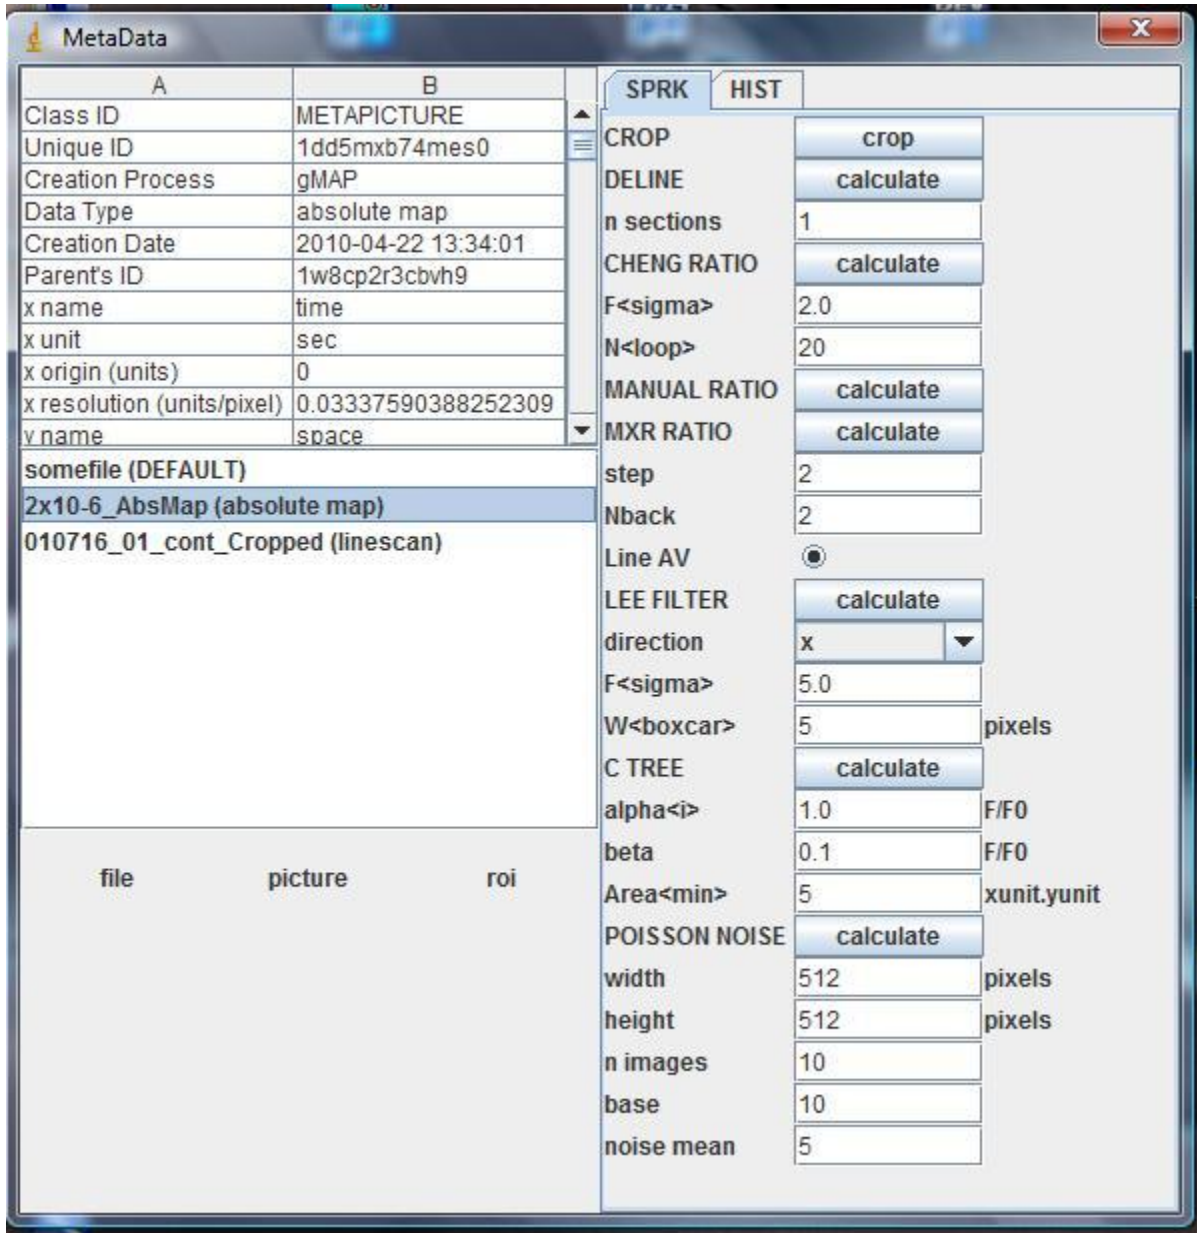 MetaData
A B
Class ID METAPICTURE
Unique ID 1dd5mxb74mes0
Creation Process gMAP
Data Type absolute map
Creation Date 2010-04-22 13:34:01
Parent's ID 1w8cp2r3cbvh9
x name time
x unit sec
x origin (units) 0
x resolution (units/pixel) 0.03337590388252309
y name space
somefile (DEFAULT)
2x10-6_AbsMap (absolute map)
010716_01_cont_Cropped (linescan)
file picture roi
SPRK HIST
CROP crop
DELINE calculate
n sections 1
CHENG RATIO calculate
F<sigma> 2.0
N<loop> 20
MANUAL RATIO calculate
MXR RATIO calculate
step 2
Nback 2
Line AV
LEE FILTER calculate
direction x
F<sigma> 5.0
W<boxcar> 5 pixels
C TREE calculate
alpha<i> 1.0 F/F0
beta 0.1 F/F0
Area<min> 5 xunit.yunit
POISSON NOISE calculate
width 512 pixels
height 512 pixels
n images 10
base 10
noise mean 5